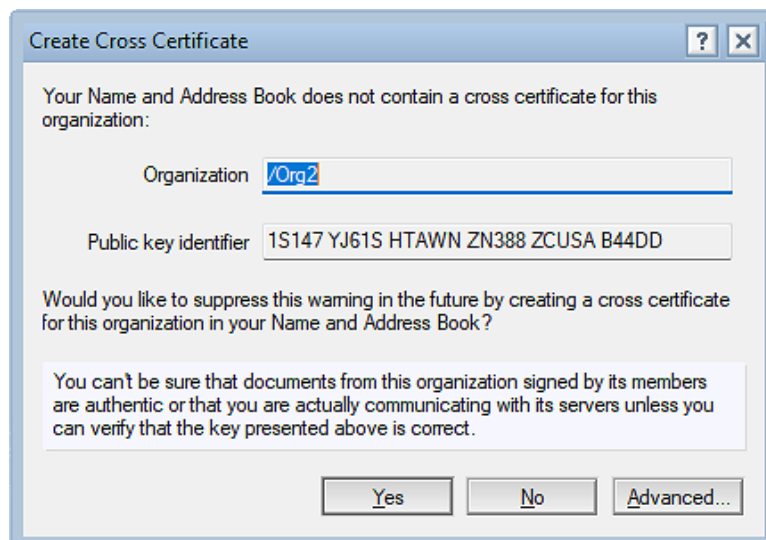 Create Cross Certificate
? X
Your Name and Address Book does not contain a cross certificate for this
organization:
Organization /Org2
Public key identifier 1S147 YJ61S HTAWN ZN388 ZCUSA B44DD
Would you like to suppress this warning in the future by creating a cross certificate
for this organization in your Name and Address Book?
You can't be sure that documents from this organization signed by its members
are authentic or that you are actually communicating with its servers unless you
can verify that the key presented above is correct.
Yes No Advanced...